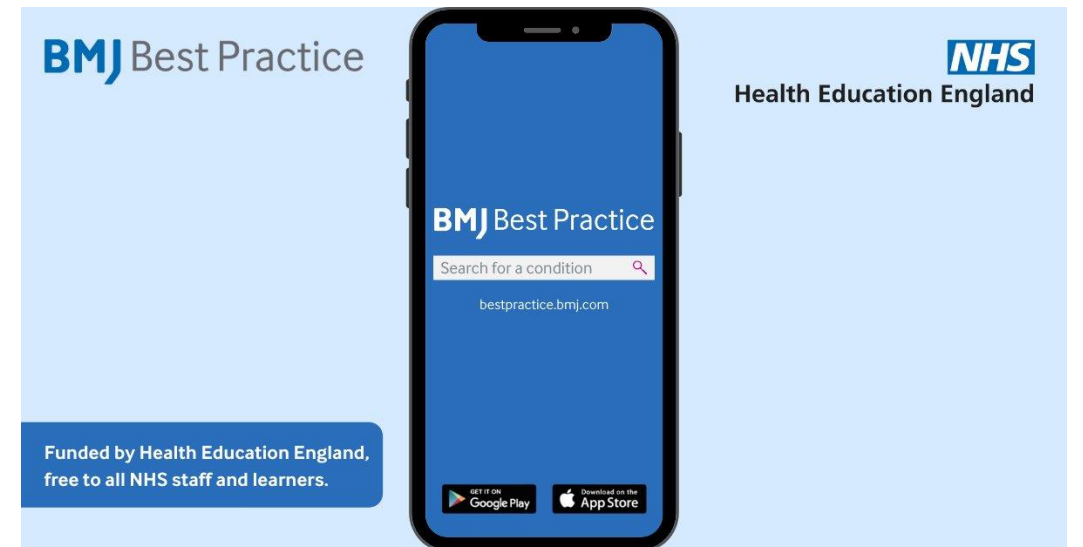 BMJ Best Practice
NHS
Health Education England
BMJ Best Practice
Search for a condition
bestpractice.bmj.com
Funded by Health Education England,
free to all NHS staff and learners.
GET IT ON
Google Play
Download on the
App Store